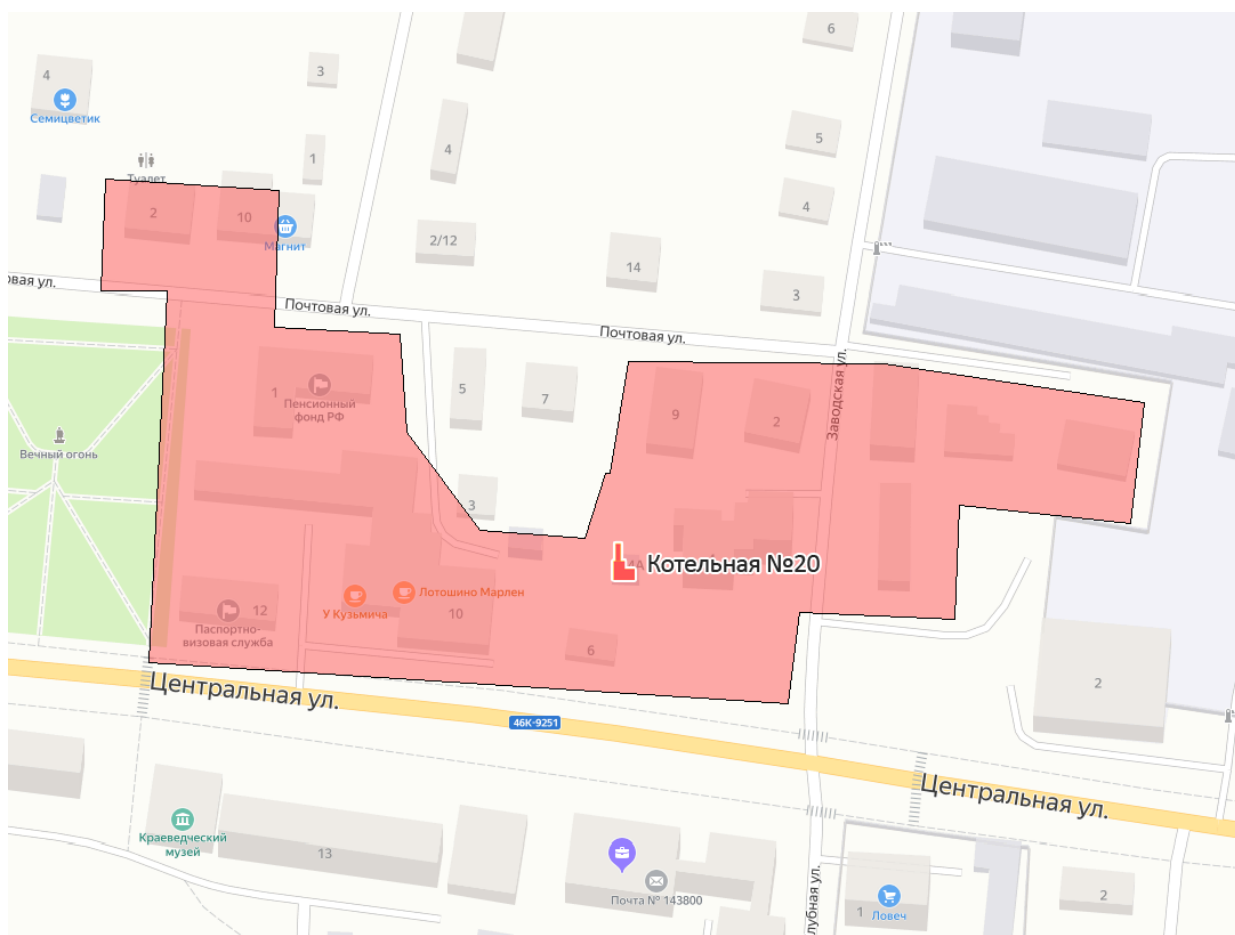 6
3
4
Семицветик
5
4
1
Туалет
4
2
10
Магнит
2/12
14
3
вая ул.
Почтовая ул.
Почтовая ул.
Заводская ул.
5
7
9
2
1
Пенсионный
фонд РФ
Вечный огонь
3
4А
Котельная №20
У Кузьмича
Лотошино Марлен
12
10
Паспортно-
визовая служба
6
2
Центральная ул.
46К-9251
Центральная ул.
Краеведческий
музей
13
Почта № 143800
лубная ул.
1
Ловеч
2